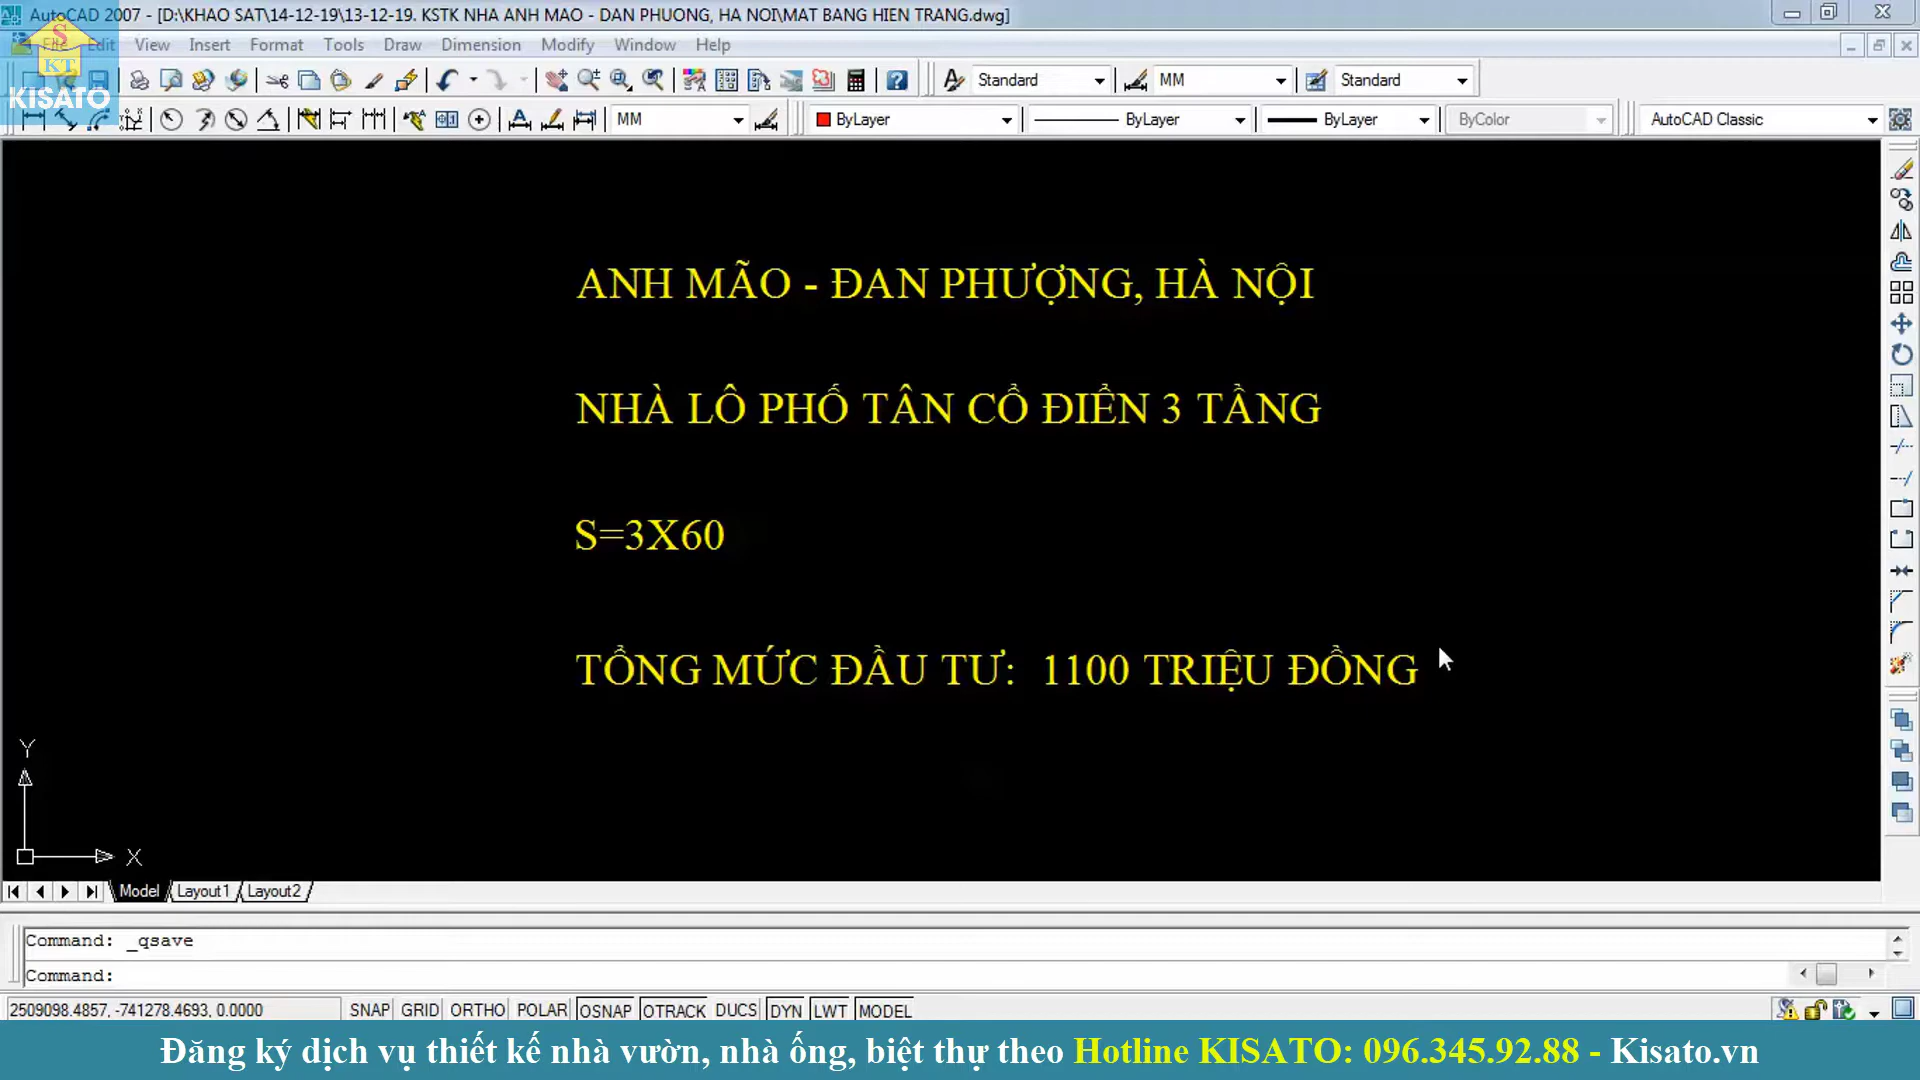 AutoCAD 2007 - [D:\KHAO SAT\14-12-19\13-12-19. KSTK NHA ANH MAO - DAN PHUONG, HA NOI\MAT BANG HIEN TRANG.dwg]
File Edit View Insert Format Tools Draw Dimension Modify Window Help
S
KT
KISATO
Standard MM Standard
MM ByLayer ByLayer ByLayer ByColor AutoCAD Classic
ANH MÃO - ĐAN PHƯỢNG, HÀ NỘI
NHÀ LÔ PHỐ TÂN CỔ ĐIỂN 3 TẦNG
S=3X60
TỔNG MỨC ĐẦU TƯ: 1100 TRIỆU ĐỒNG
Y
X
Model Layout1 Layout2
Command: _qsave
Command:
2509098.4857, -741278.4693, 0.0000 SNAP GRID ORTHO POLAR OSNAP OTRACK DUCS DYN LWT MODEL
Đăng ký dịch vụ thiết kế nhà vườn, nhà ống, biệt thự theo Hotline KISATO: 096.345.92.88 - Kisato.vn